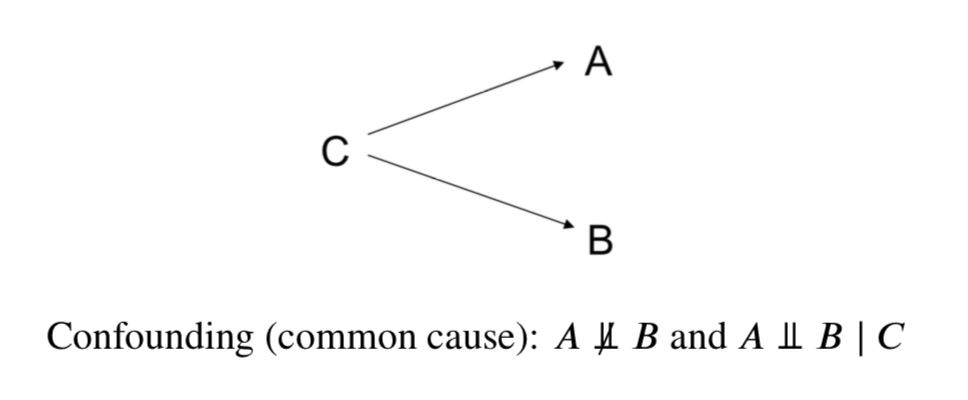 A
C
B
Confounding (common cause): A ⫫̸ B and A ⫫ B | C